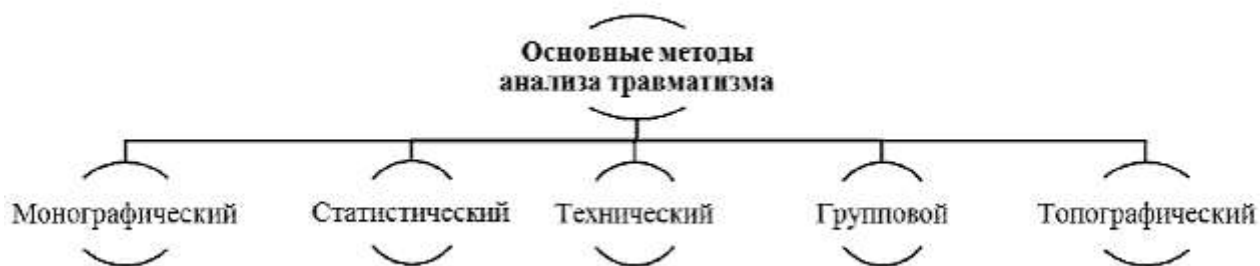 Основные методы
анализа травматизма
Монографический
Статистический
Технический
Групповой
Топографический